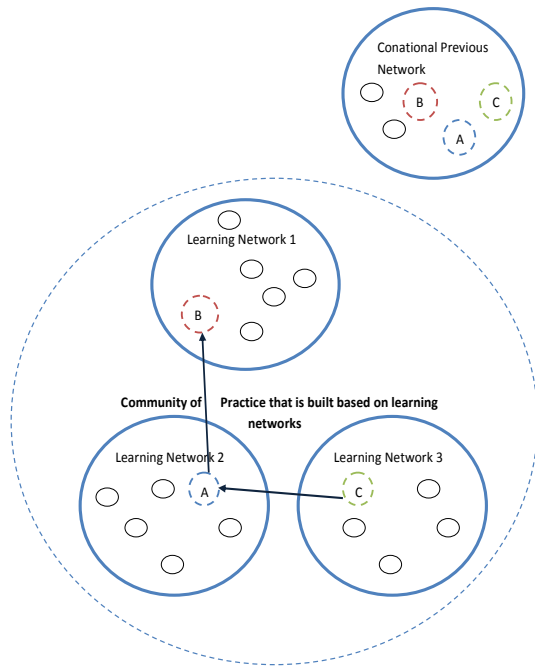 Conational Previous
Network
B
C
A
Learning Network 1
B
Community of Practice that is built based on learning
networks
Learning Network 2
Learning Network 3
A
C